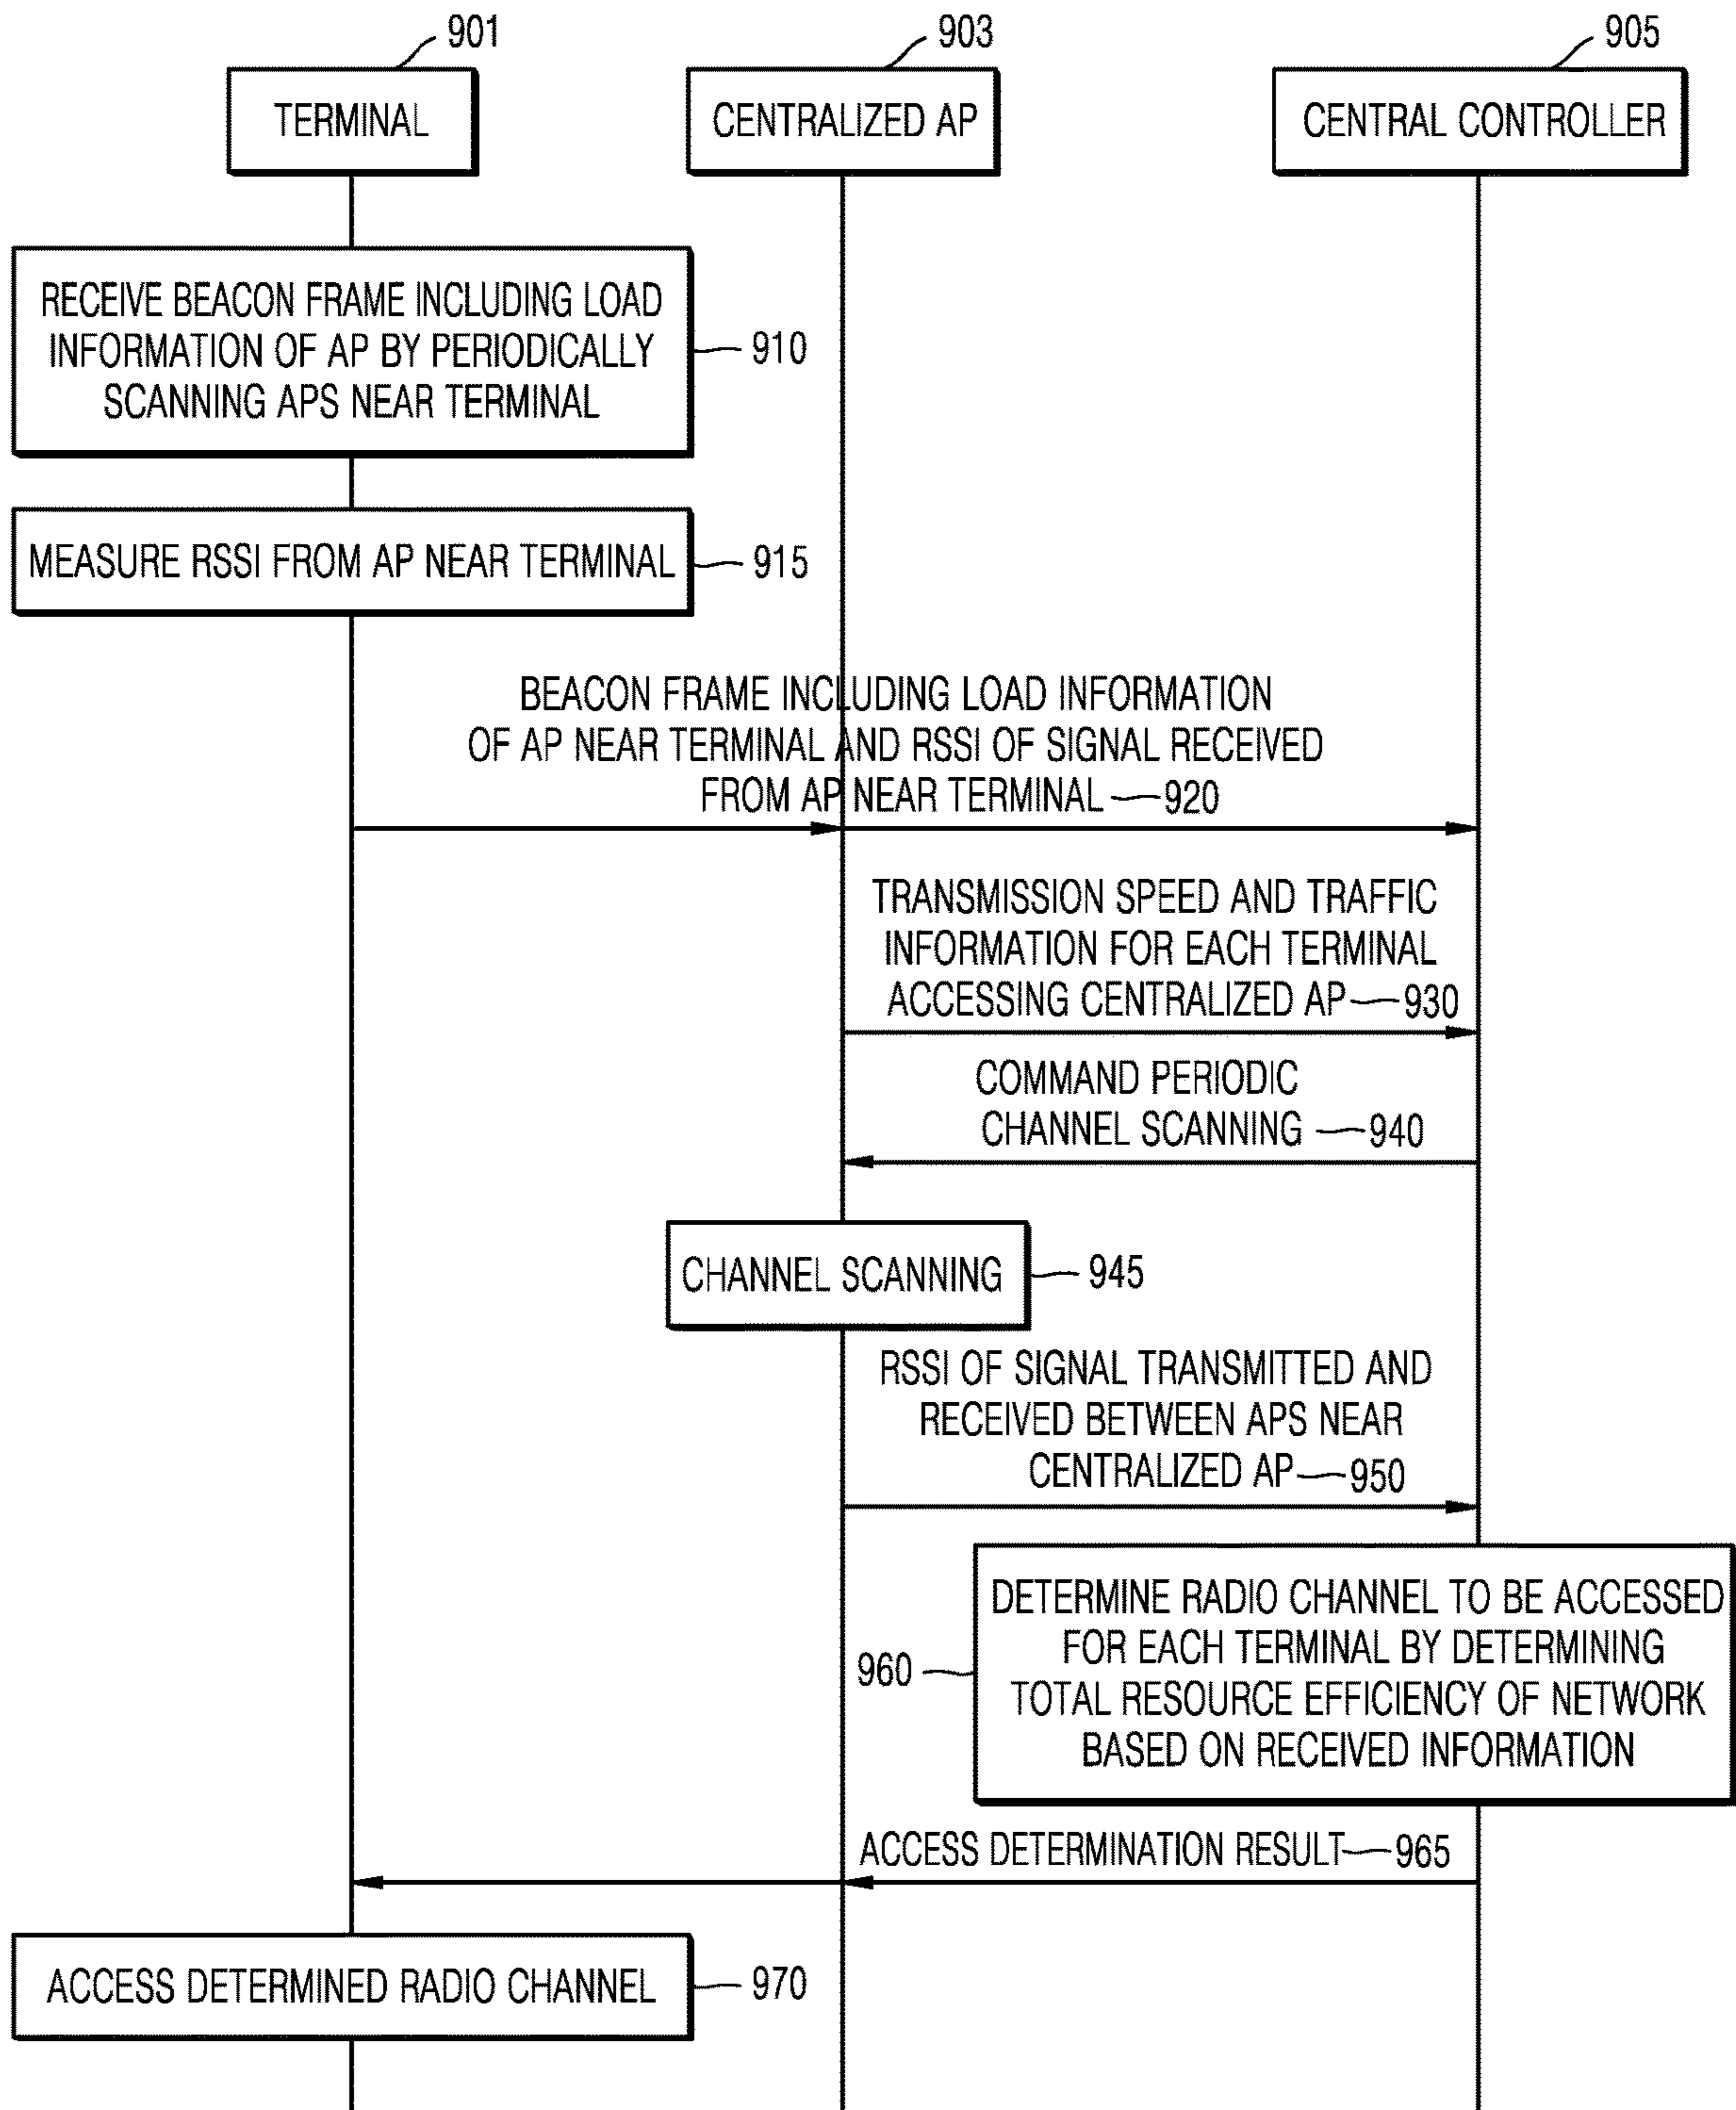 901
903
905
TERMINAL
CENTRALIZED AP
CENTRAL CONTROLLER
RECEIVE BEACON FRAME INCLUDING LOAD
INFORMATION OF AP BY PERIODICALLY
SCANNING APS NEAR TERMINAL
910
MEASURE RSSI FROM AP NEAR TERMINAL
915
BEACON FRAME INCLUDING LOAD INFORMATION
OF AP NEAR TERMINAL AND RSSI OF SIGNAL RECEIVED
FROM AP NEAR TERMINAL 920
TRANSMISSION SPEED AND TRAFFIC
INFORMATION FOR EACH TERMINAL
ACCESSING CENTRALIZED AP 930
COMMAND PERIODIC
CHANNEL SCANNING 940
CHANNEL SCANNING
945
RSSI OF SIGNAL TRANSMITTED AND
RECEIVED BETWEEN APS NEAR
CENTRALIZED AP 950
DETERMINE RADIO CHANNEL TO BE ACCESSED
FOR EACH TERMINAL BY DETERMINING
TOTAL RESOURCE EFFICIENCY OF NETWORK
BASED ON RECEIVED INFORMATION
960
ACCESS DETERMINATION RESULT 965
ACCESS DETERMINED RADIO CHANNEL
970